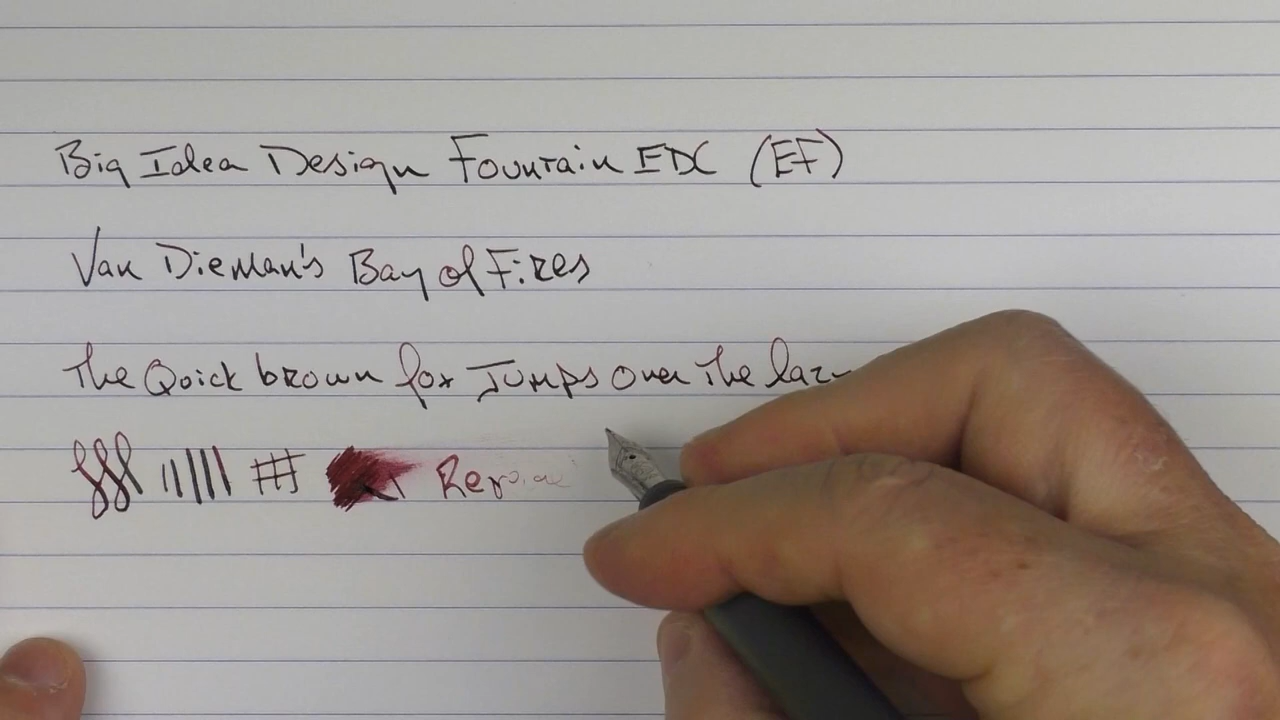 Big Idea Design Fountain EDC (EF)
Van Dieman's Bay of Fires
The Quick brown fox Jumps over The